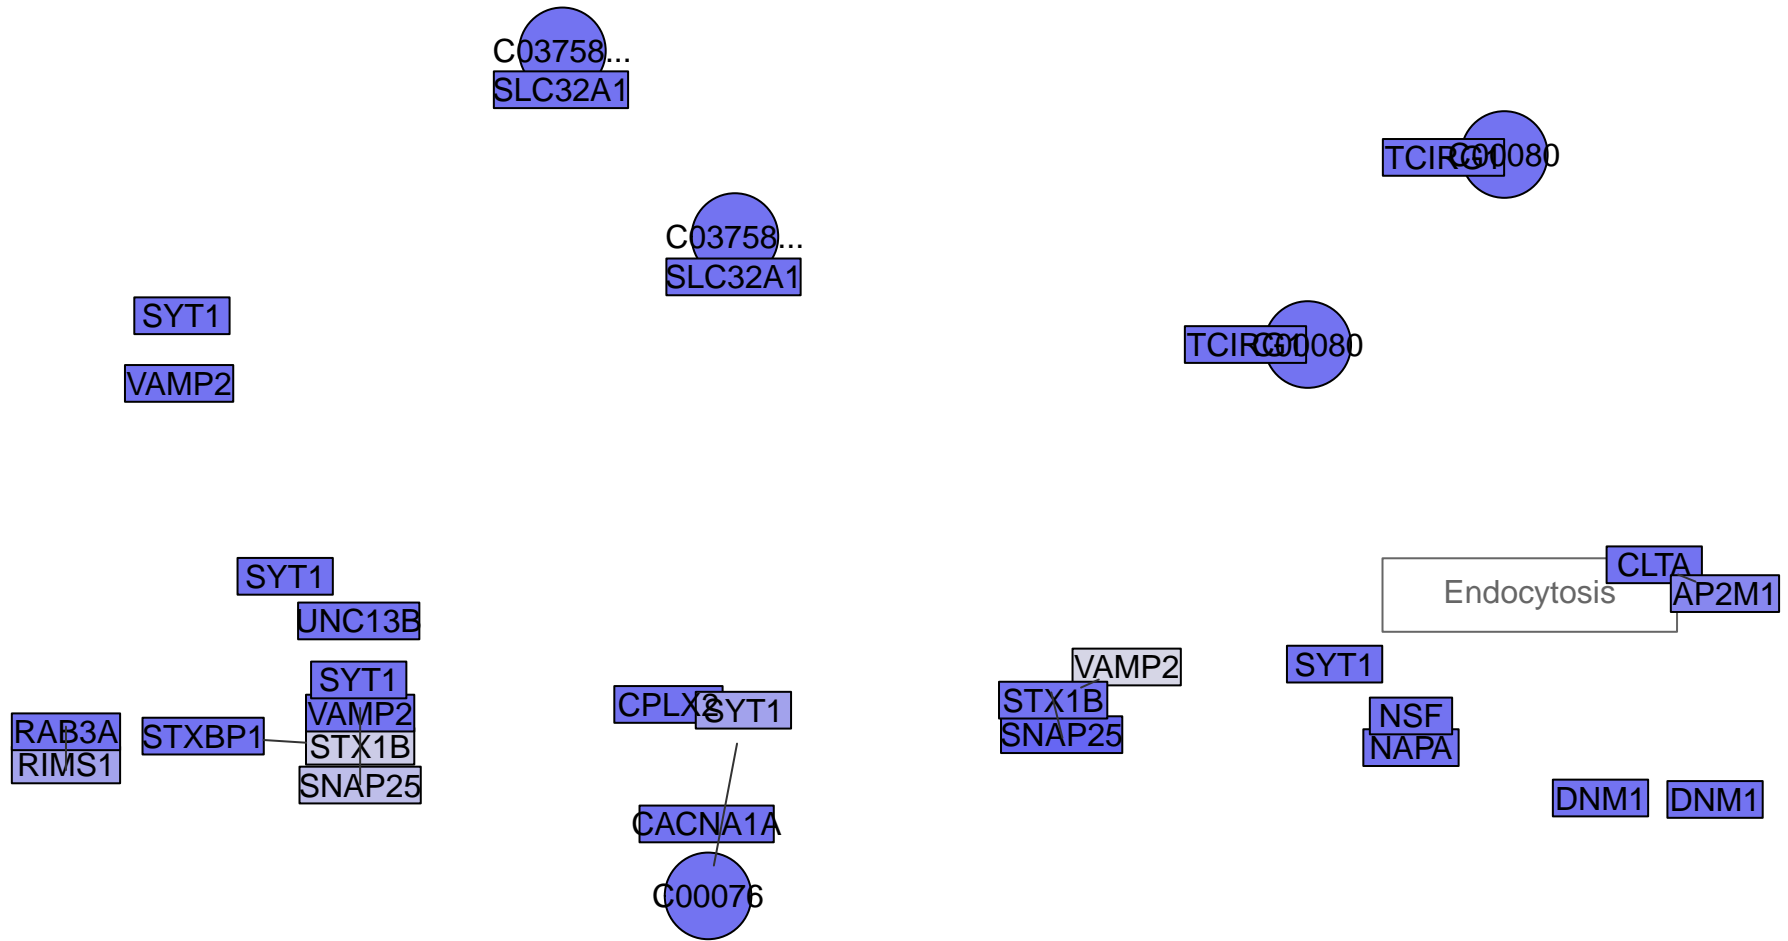 C03758...
SLC32A1
TCIRG1
C00080
C03758...
SLC32A1
SYT1
TCIRG1
C00080
VAMP2
SYT1
CLTA
Endocytosis
AP2M1
UNC13B
SYT1
VAMP2
SYT1
CPLX2
SYT1
STX1B
VAMP2
NSF
RAB3A
STXBP1
STX1B
SNAP25
NAPA
RIMS1
SNAP25
DNM1
DNM1
CACNA1A
C00076